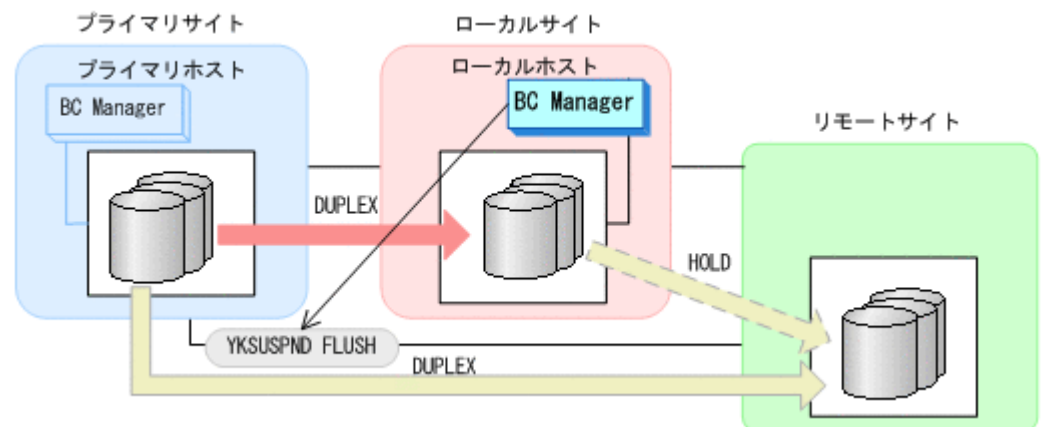 プライマリサイト
ローカルサイト
プライマリホスト
ローカルホスト
BC Manager
BC Manager
リモートサイト
DUPLEX
HOLD
YKSUSPND FLUSH
DUPLEX